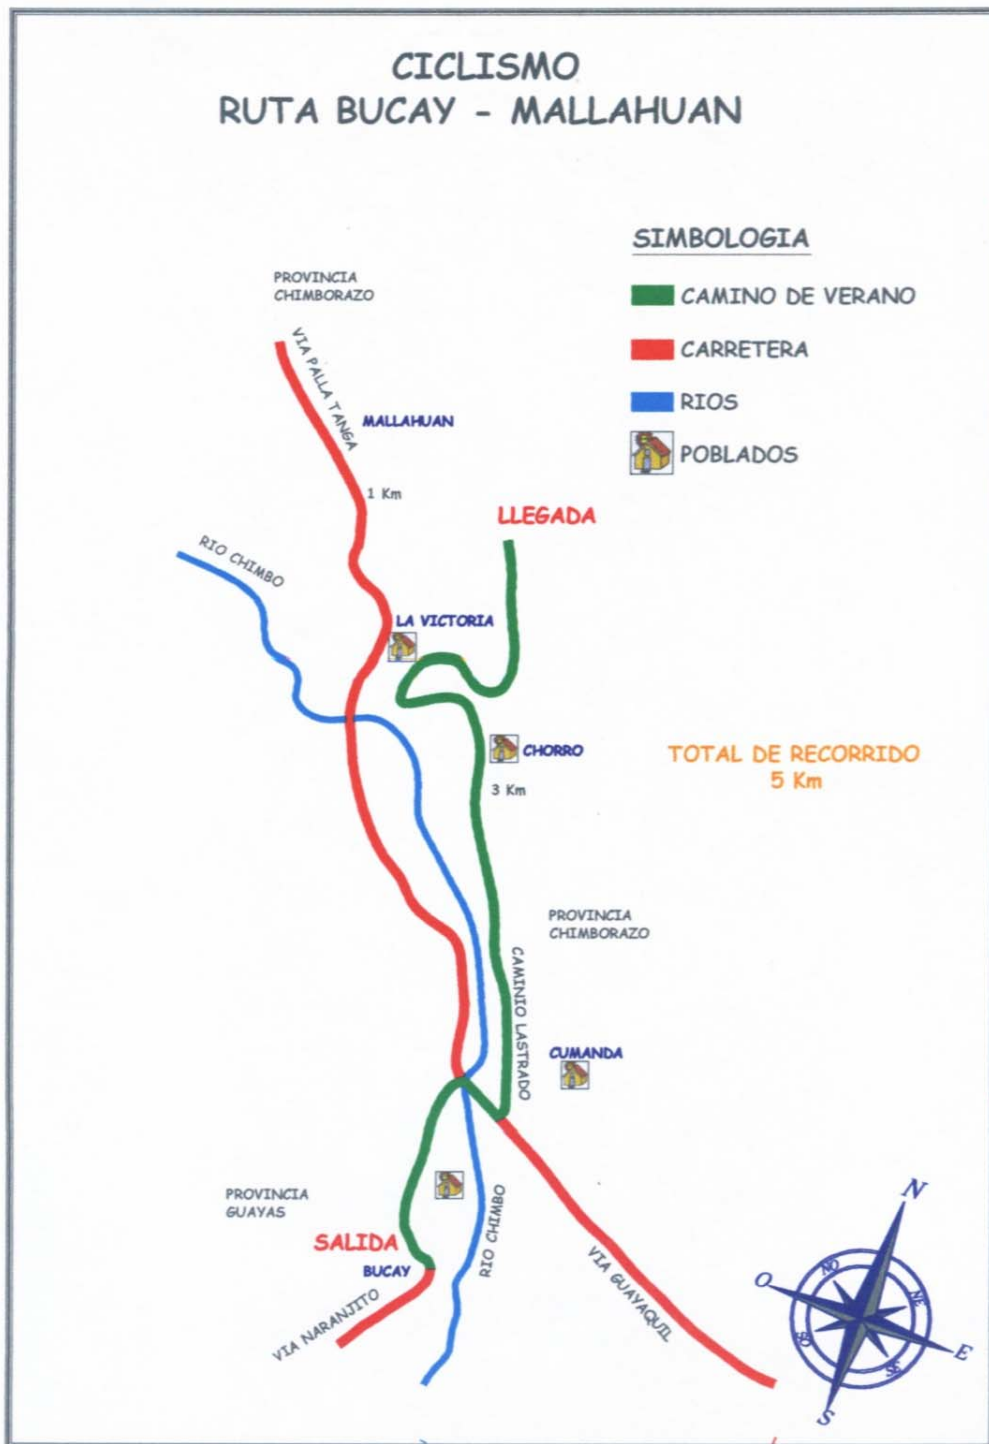 CICLISMO
RUTA BUCAY - MALLAHUAN
SIMBOLOGIA
CAMINO DE VERANO
CARRETERA
RIOS
POBLADOS
PROVINCIA
CHIMBORAZO
VIA PALLA TANGA
MALLAHUAN
1 Km
LLEGADA
RIO CHIMBO
LA VICTORIA
CHORRO
3 Km
TOTAL DE RECORRIDO
5 Km
PROVINCIA
CHIMBORAZO
CAMINIO LASTRADO
CUMANDA
PROVINCIA
GUAYAS
SALIDA
BUCAY
VIA NARANJITO
RIO CHIMBO
VIA GUAYAQUIL
N
NO
NE
O
E
SO
SE
S